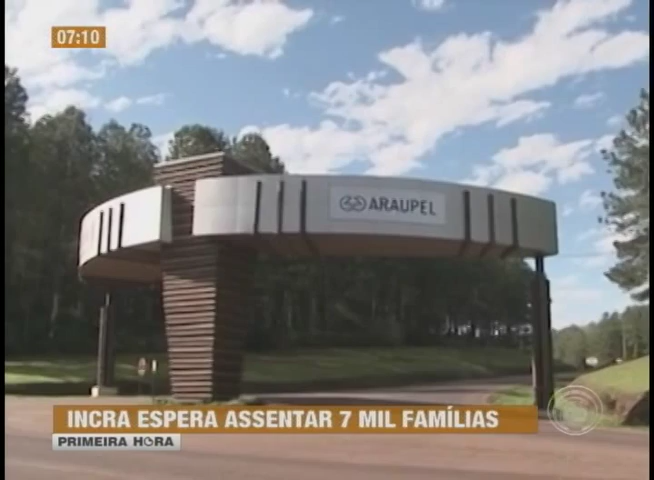 07:10
ARAUPEL
INCRA ESPERA ASSENTAR 7 MIL FAMÍLIAS
PRIMEIRA HORA